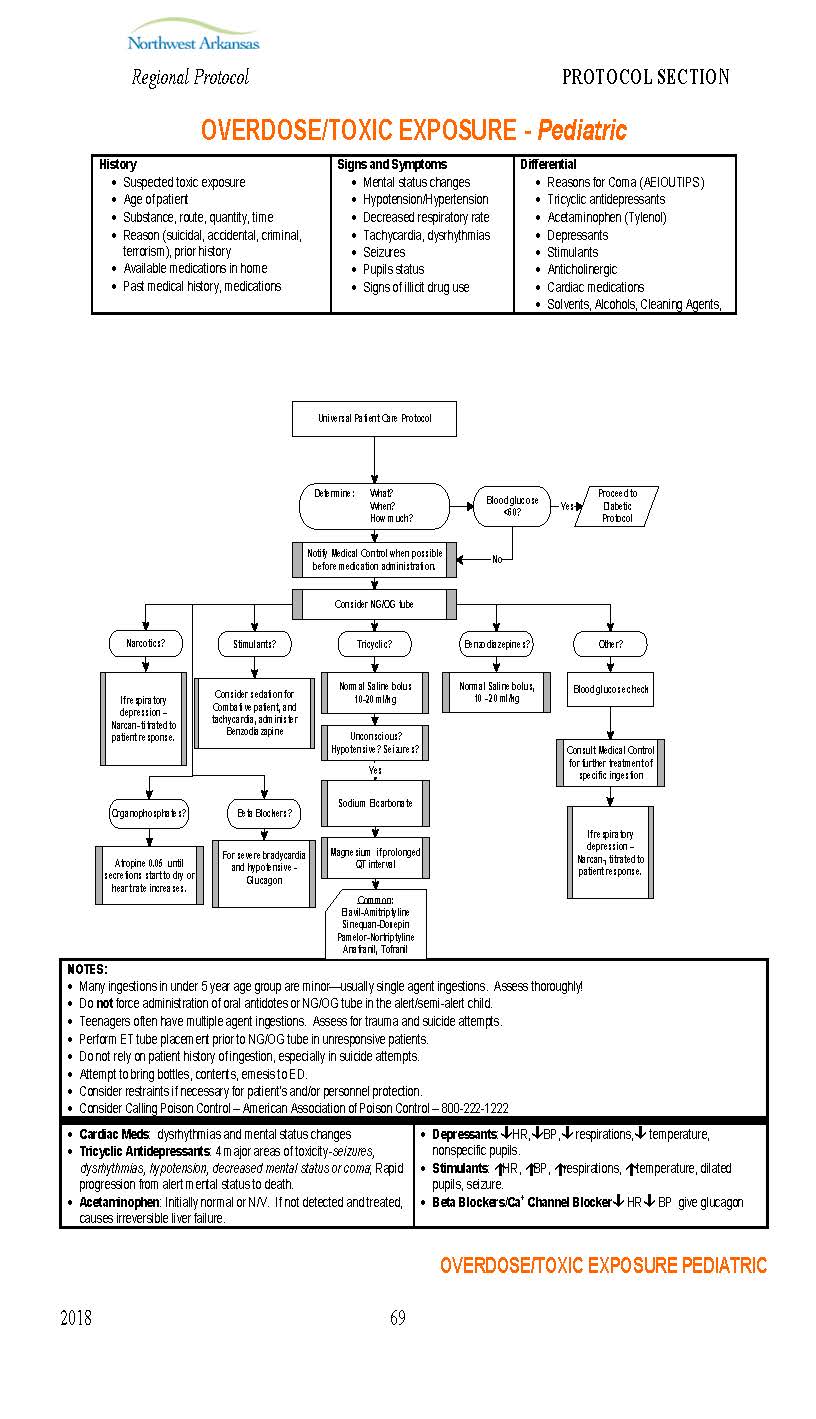 Northwest Arkansas
Regional Protocol
PROTOCOL SECTION
OVERDOSE/TOXIC EXPOSURE - Pediatric
History
• Suspected toxic exposure
• Age of patient
• Substance, route, quantity, time
• Reason (suicidal, accidental, criminal,
terrorism), prior history
• Available medications in home
• Past medical history, medications
Signs and Symptoms
• Mental status changes
• Hypotension/Hypertension
• Decreased respiratory rate
• Tachycardia, dysrhythmias
• Seizures
• Pupils status
• Signs of illicit drug use
Differential
• Reasons for Coma (AEIOUTIPS)
• Tricyclic antidepressants
• Acetaminophen (Tylenol)
• Depressants
• Stimulants
• Anticholinergic
• Cardiac medications
• Solvents, Alcohols, Cleaning Agents,
Universal Patient Care Protocol
Determine: What?
When?
How much?
Blood glucose
<60?
Yes
Proceed to
Diabetic
Protocol
Notify Medical Control when possible
before medication administration.
No
Consider NG/OG tube
Narcotics?
Stimulants?
Tricyclic?
Benzodiazepines?
Other?
If respiratory
depression –
Narcan- titrated to
patient response.
Consider sedation for
Combative patient, and
tachycardia, administer
Benzodiazapine
Normal Saline bolus
10-20 ml/kg
Normal Saline bolus,
10 -20 ml/kg
Blood glucose check
Unconscious?
Hypotensive? Seizures?
Consult Medical Control
for further treatment of
specific ingestion
Yes
Organophosphates?
Beta Blockers?
Sodium Bicarbonate
If respiratory
depression –
Narcan-, titrated to
patient response.
Atropine 0.05 until
secretions start to dry or
heart rate increases.
For severe bradycardia
and hypotensive -
Glucagon
Magnesium if prolonged
QT interval
Common:
Elavil-Amitriptyline
Sinequan-Doxepin
Pamelor-Nortriptyline
Anafranil, Tofranil
NOTES:
• Many ingestions in under 5 year age group are minor—usually single agent ingestions. Assess thoroughly!
• Do not force administration of oral antidotes or NG/OG tube in the alert/semi-alert child.
• Teenagers often have multiple agent ingestions. Assess for trauma and suicide attempts.
• Perform ET tube placement prior to NG/OG tube in unresponsive patients.
• Do not rely on patient history of ingestion, especially in suicide attempts.
• Attempt to bring bottles, contents, emesis to ED.
• Consider restraints if necessary for patient's and/or personnel protection.
• Consider Calling Poison Control – American Association of Poison Control – 800-222-1222
• Cardiac Meds: dysrhythmias and mental status changes
• Tricyclic Antidepressants: 4 major areas of toxicity-seizures,
dysrhythmias, hypotension, decreased mental status or coma; Rapid
progression from alert mental status to death.
• Acetaminophen: Initially normal or N/V. If not detected and treated,
causes irreversible liver failure.
• Depressants: ↓HR, ↓BP, ↓ respirations, ↓ temperature,
nonspecific pupils.
• Stimulants: ↑HR, ↑BP, ↑respirations, ↑temperature, dilated
pupils, seizure.
• Beta Blockers/Ca+ Channel Blocker↓ HR↓ BP give glucagon
OVERDOSE/TOXIC EXPOSURE PEDIATRIC
2018
69